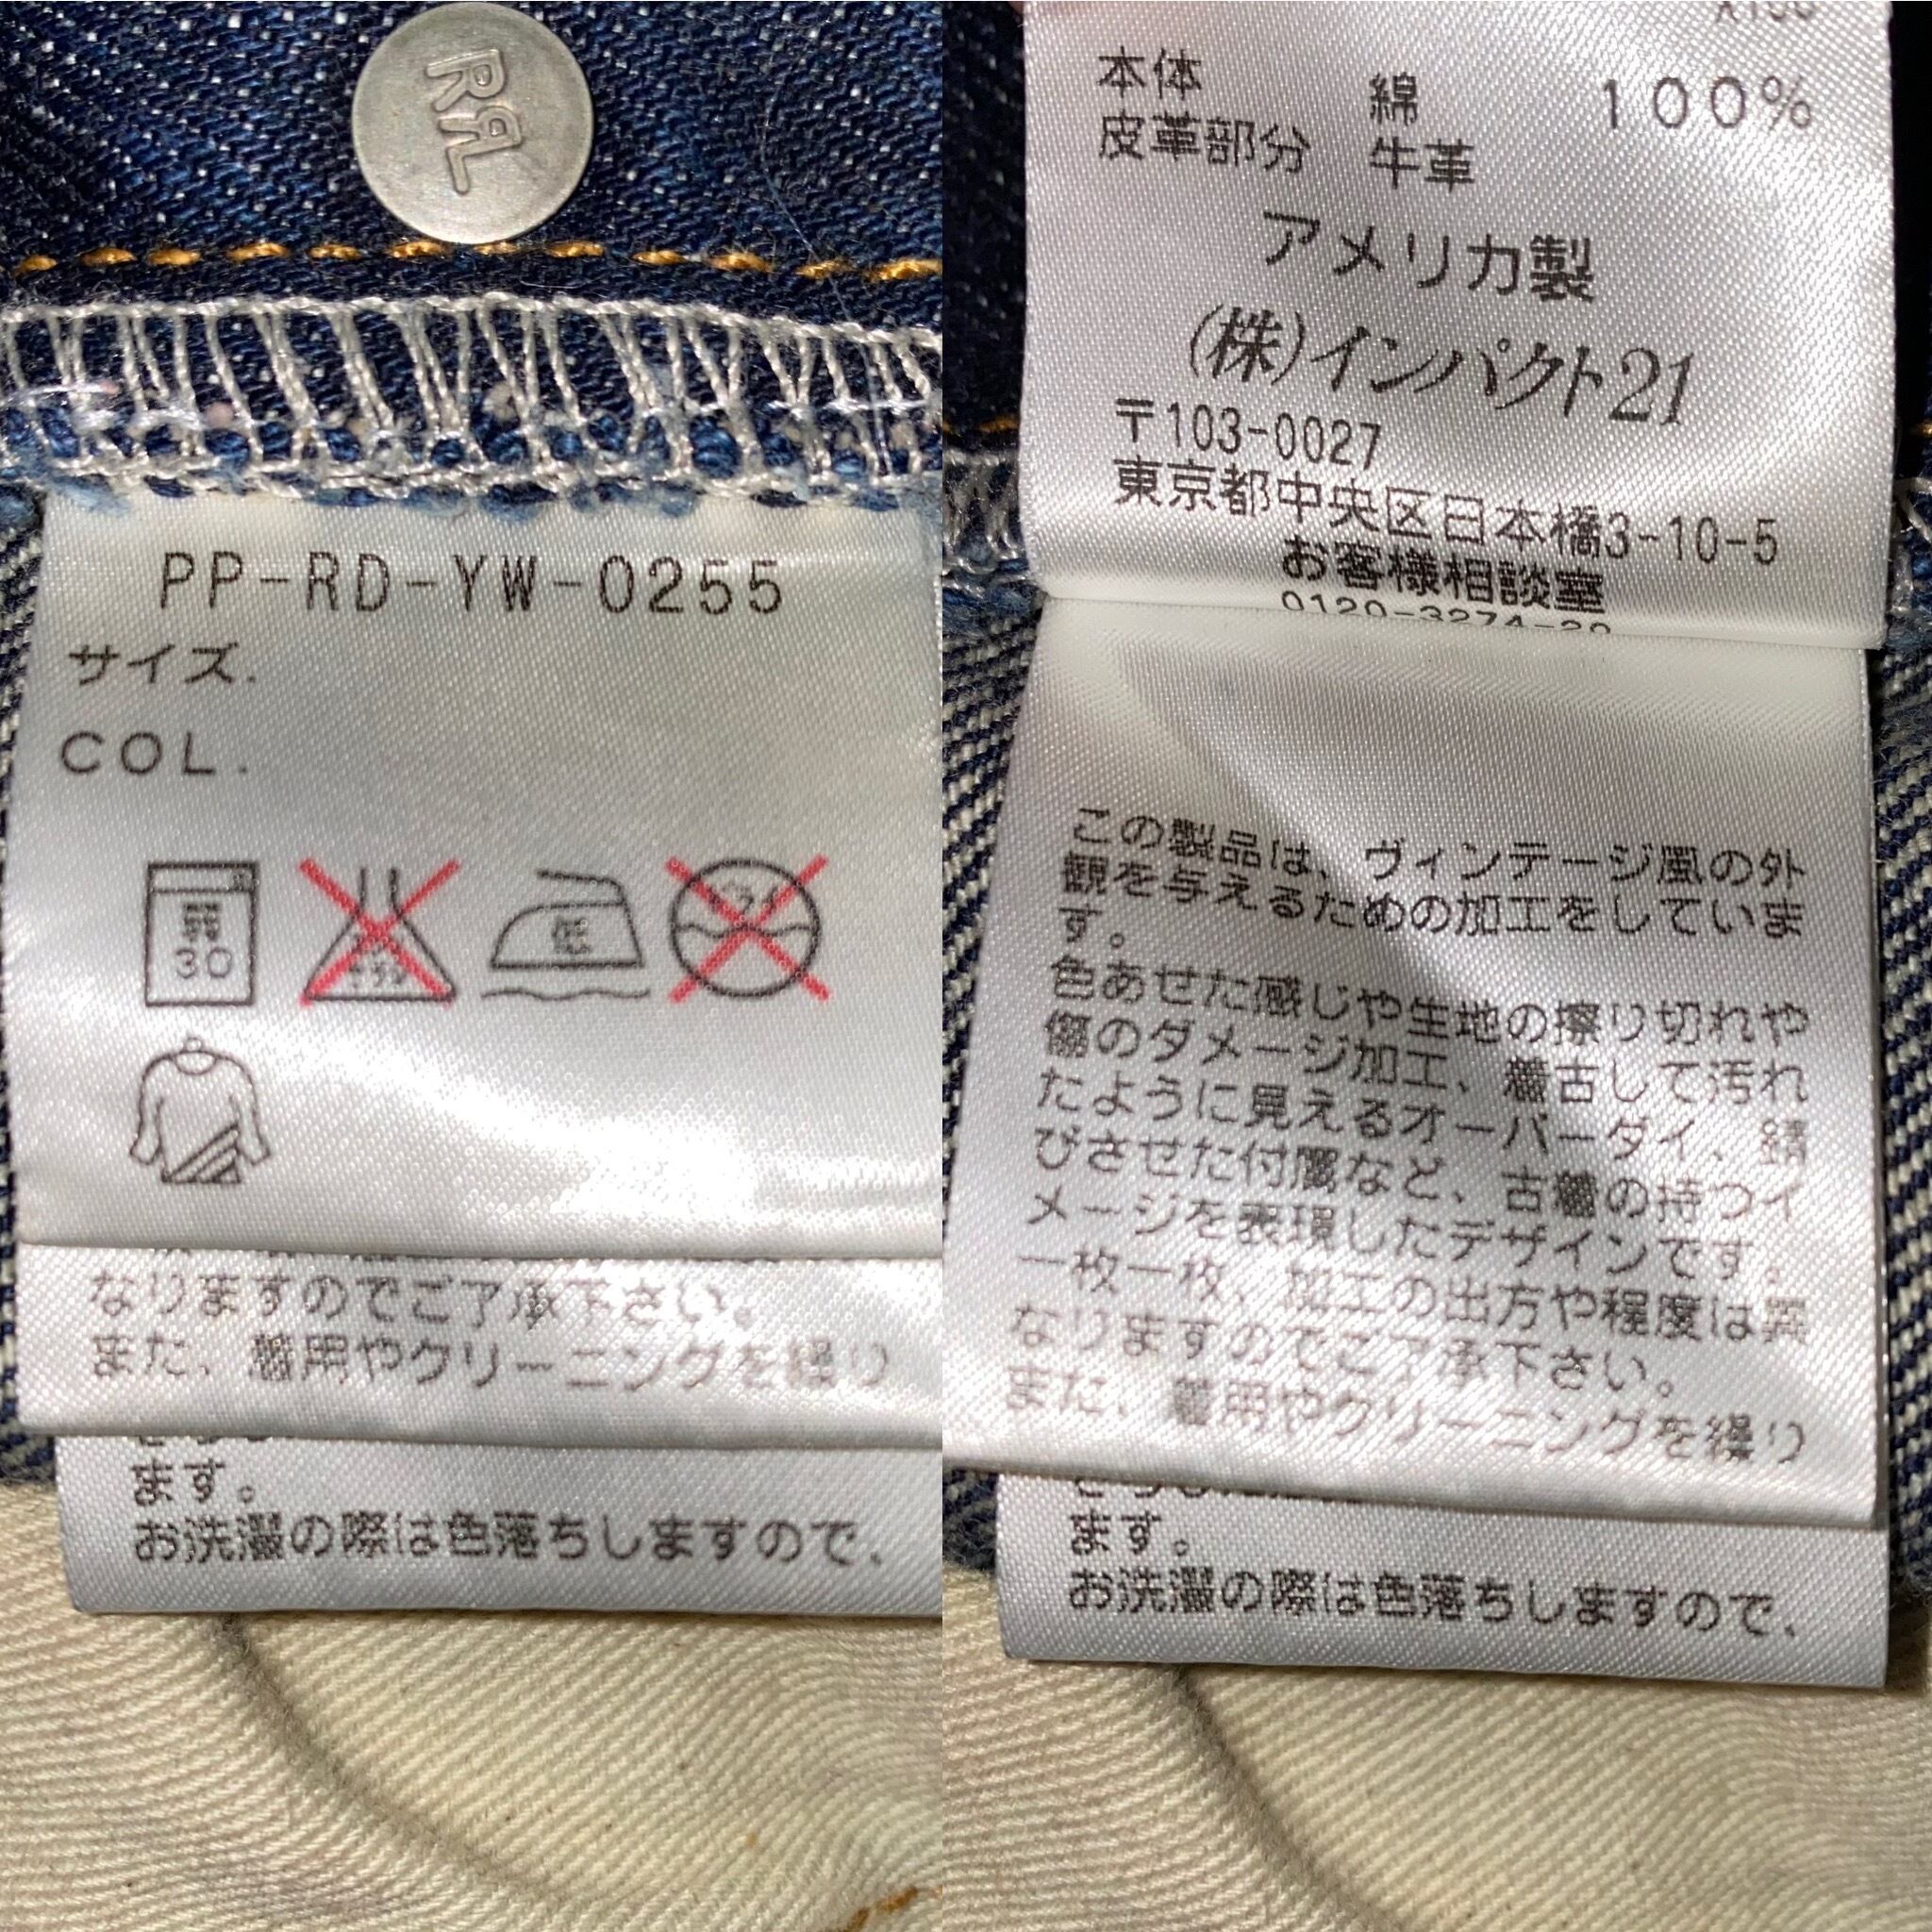 RRL
PP-RD-YW-0255
サイズ.
COL.
30
なりますのでご了承下さい。
また、着用やクリーニングを繰り
ます。
お洗濯の際は色落ちしますので、
本体 綿 100%
皮革部分 牛革
アメリカ製
(株)インパクト21
〒103-0027
東京都中央区日本橋3-10-5
お客様相談室
0120-3274-20
この製品は、ヴィンテージ風の外
観を与えるための加工をしていま
す。
色あせた感じや生地の擦り切れや
傷のダメージ加工、着古して汚れ
たように見えるオーバーダイ、錆
びさせた付属など、古着の持つイ
メージを表現したデザインです。
一枚一枚、加工の出方や程度は異
なりますのでご了承下さい。
また、着用やクリーニングを繰り
ます。
お洗濯の際は色落ちしますので、